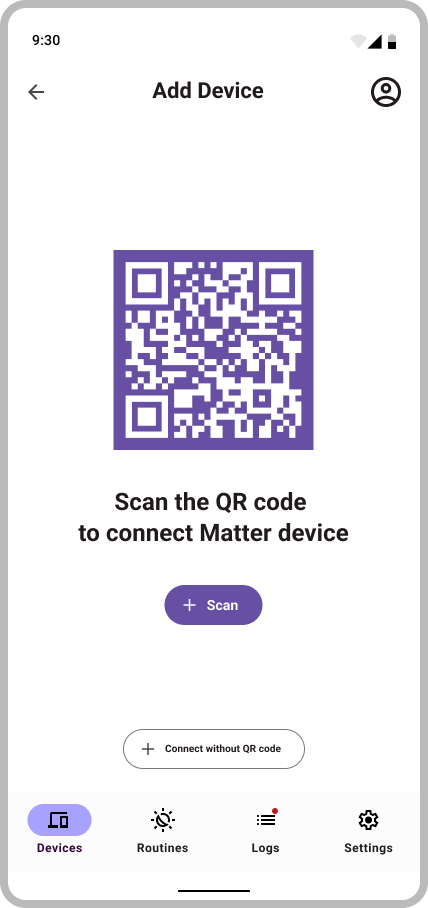 9:30
Add Device
Scan the QR code
to connect Matter device
Scan
Connect without QR code
Devices
Routines
Logs
Settings